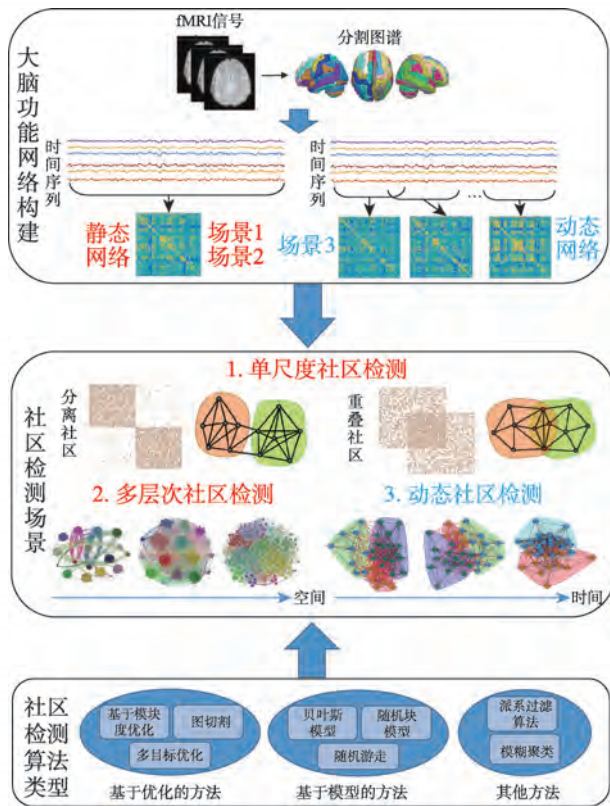 fMRI信号
分割图谱
大脑功能网络构建
时间序列
时间序列
…
静态网络
场景1
场景2
场景3
动态网络
社区检测场景
1. 单尺度社区检测
分离社区
重叠社区
2. 多层次社区检测
3. 动态社区检测
空间
时间
社区检测算法类型
基于模块度优化
图切割
多目标优化
基于优化的方法
贝叶斯模型
随机块模型
随机游走
基于模型的方法
派系过滤算法
模糊聚类
其他方法